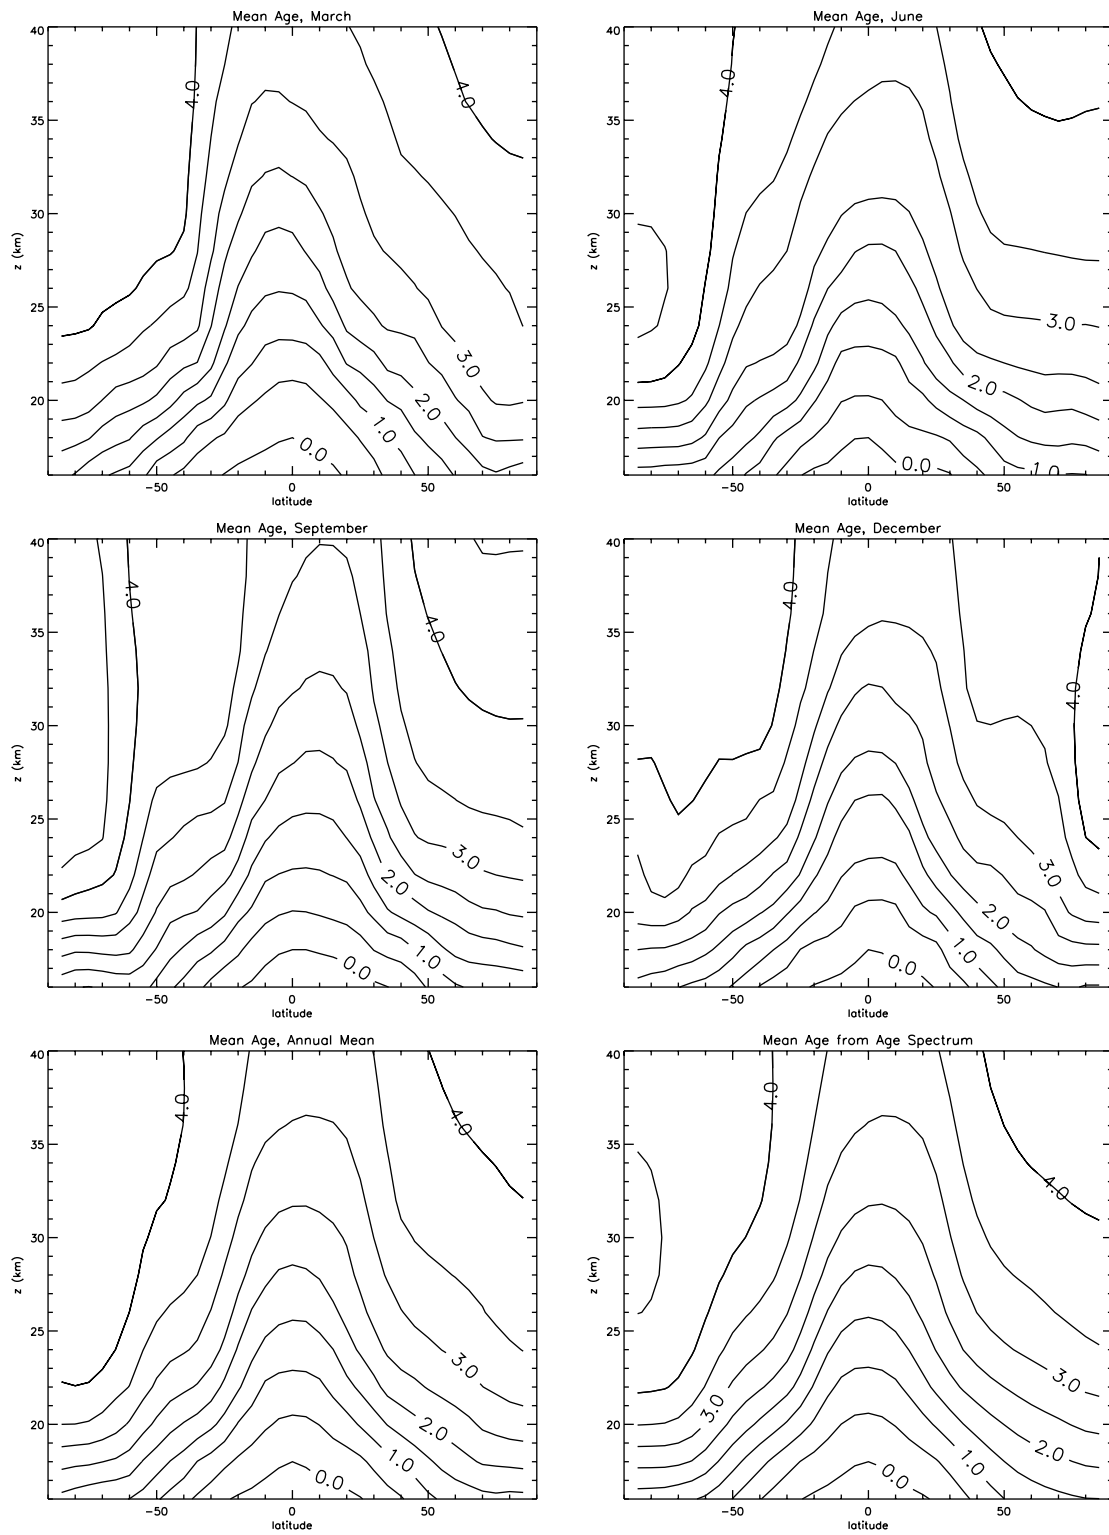 Mean Age, March
40
35
30
25
20
z (km)
4.0
4.0
3.0
2.0
1.0
0.0
−50 0 50
latitude
Mean Age, June
40
35
30
25
20
z (km)
4.0
3.0
2.0
0.0
1.0
−50 0 50
latitude
Mean Age, September
40
35
30
25
20
z (km)
4.0
4.0
3.0
2.0
1.0
0.0
−50 0 50
latitude
Mean Age, December
40
35
30
25
20
z (km)
4.0
4.0
3.0
2.0
1.0
0.0
−50 0 50
latitude
Mean Age, Annual Mean
40
35
30
25
20
z (km)
4.0
4.0
3.0
2.0
1.0
0.0
−50 0 50
latitude
Mean Age from Age Spectrum
40
35
30
25
20
z (km)
4.0
4.0
3.0
3.0
2.0
1.0
0.0
−50 0 50
latitude